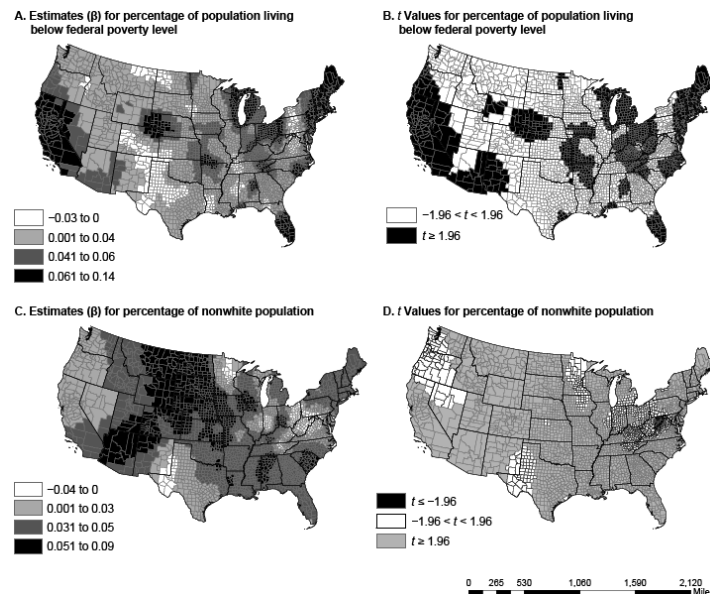 A. Estimates (β) for percentage of population living
below federal poverty level
−0.03 to 0
0.001 to 0.04
0.041 to 0.06
0.061 to 0.14
B. t Values for percentage of population living
below federal poverty level
−1.96 < t < 1.96
t ≥ 1.96
C. Estimates (β) for percentage of nonwhite population
−0.04 to 0
0.001 to 0.03
0.031 to 0.05
0.051 to 0.09
D. t Values for percentage of nonwhite population
t ≤ −1.96
−1.96 < t < 1.96
t ≥ 1.96
0 265 530 1,060 1,590 2,120
Mile